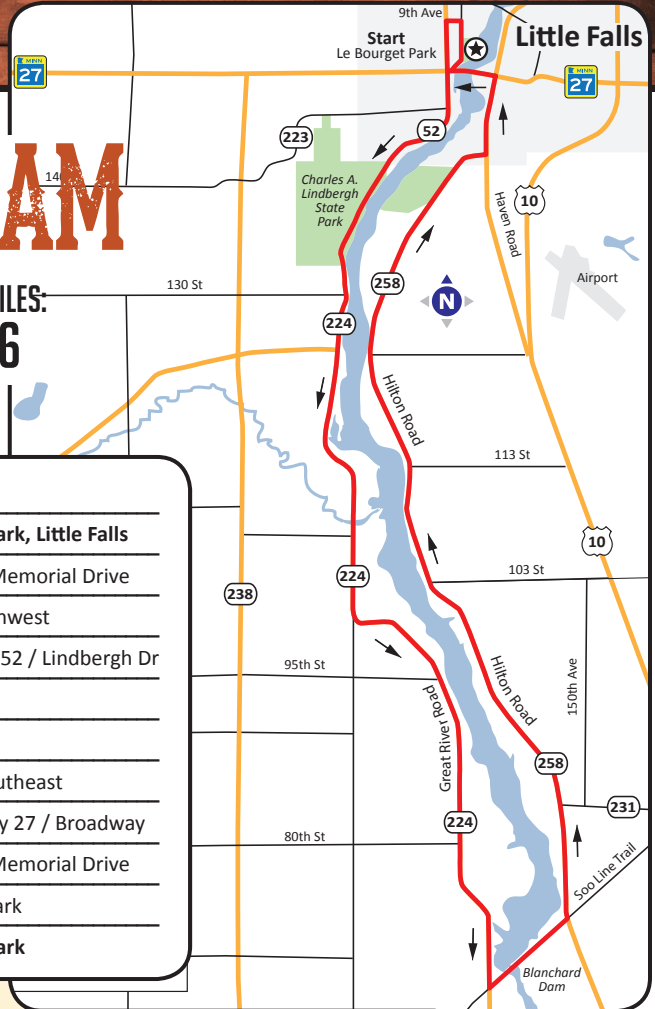 9th Ave
Start
Le Bourget Park
Little Falls
MINN
27
MINN
27
52
223
AM
Charles A.
Lindbergh
State
Park
10
Haven Road
Airport
130 St
258
N
ILES:
6
224
Hilton Road
113 St
10
224
103 St
238
ark, Little Falls
Memorial Drive
hwest
52 / Lindbergh Dr
utheast
y 27 / Broadway
Memorial Drive
ark
ark
95th St
Great River Road
Hilton Road
150th Ave
258
231
224
80th St
Soo Line Trail
Blanchard
Dam